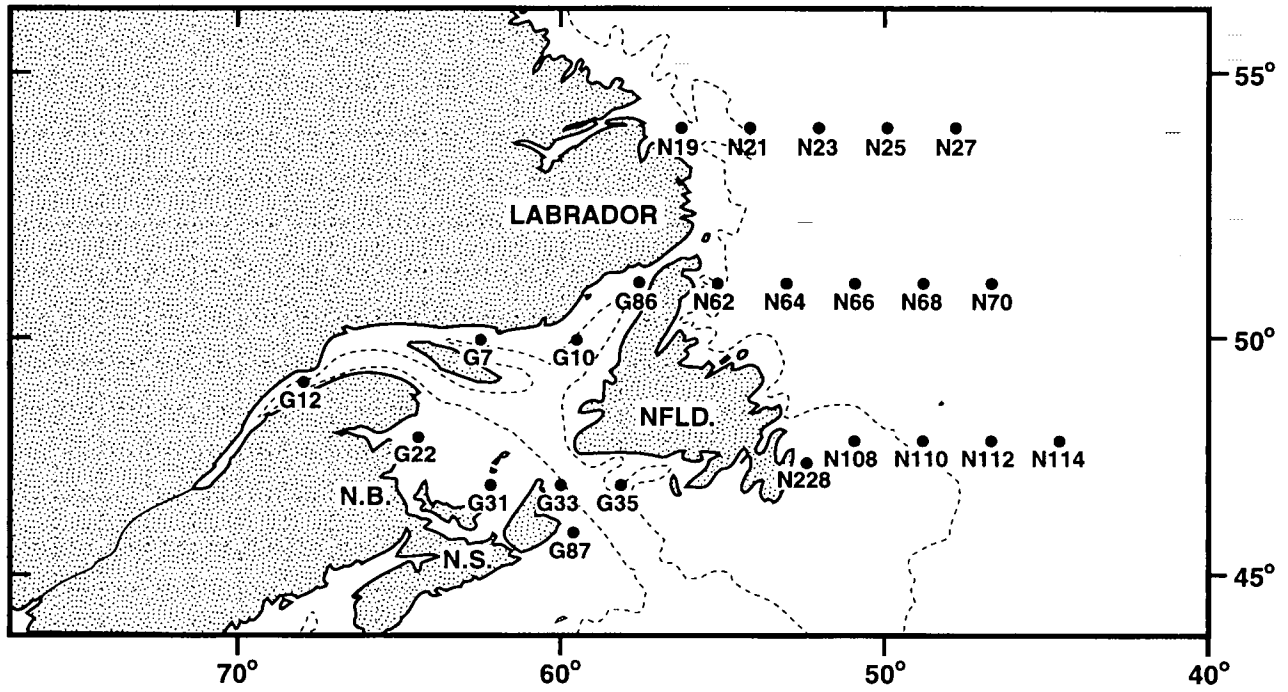 55°
N19 N21 N23 N25 N27
LABRADOR
G86 N62 N64 N66 N68 N70
50°
G7 G10
G12
NFLD.
G22
N108 N110 N112 N114
N228
N.B.
G31 G33 G35
G87
N.S.
45°
70° 60° 50° 40°